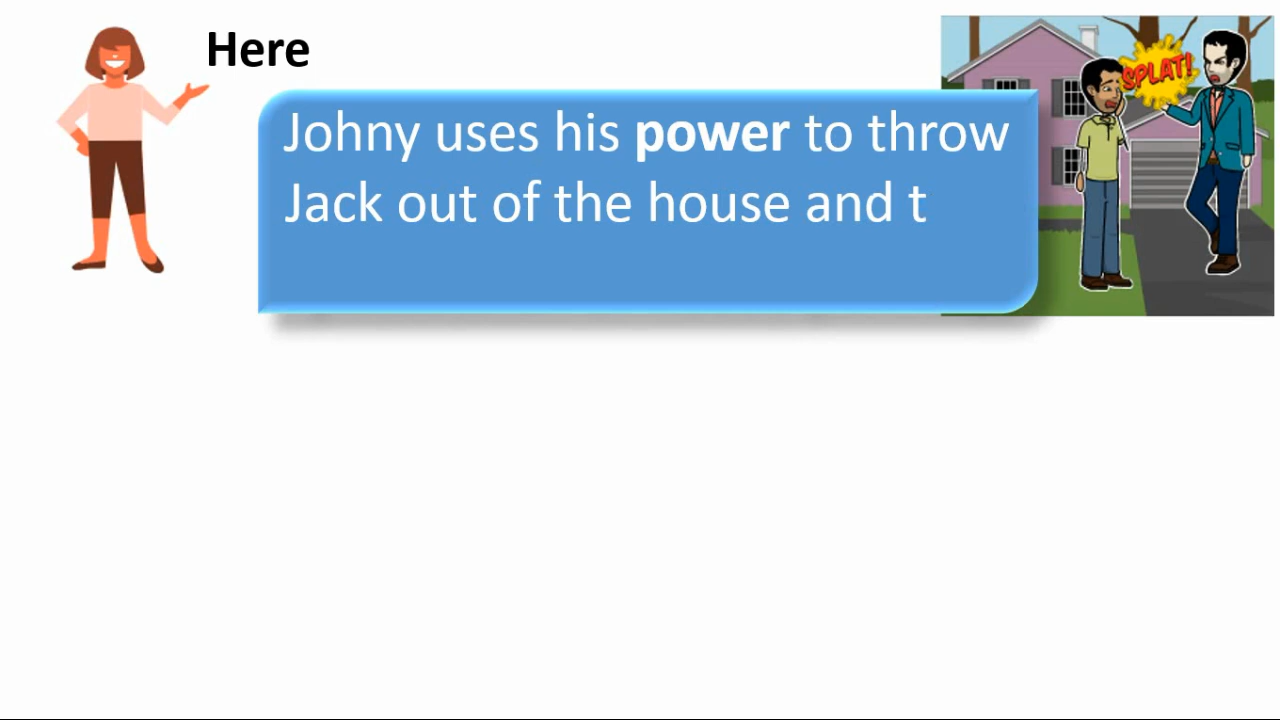 Here
Johny uses his power to throw
Jack out of the house and t
SPLAT!